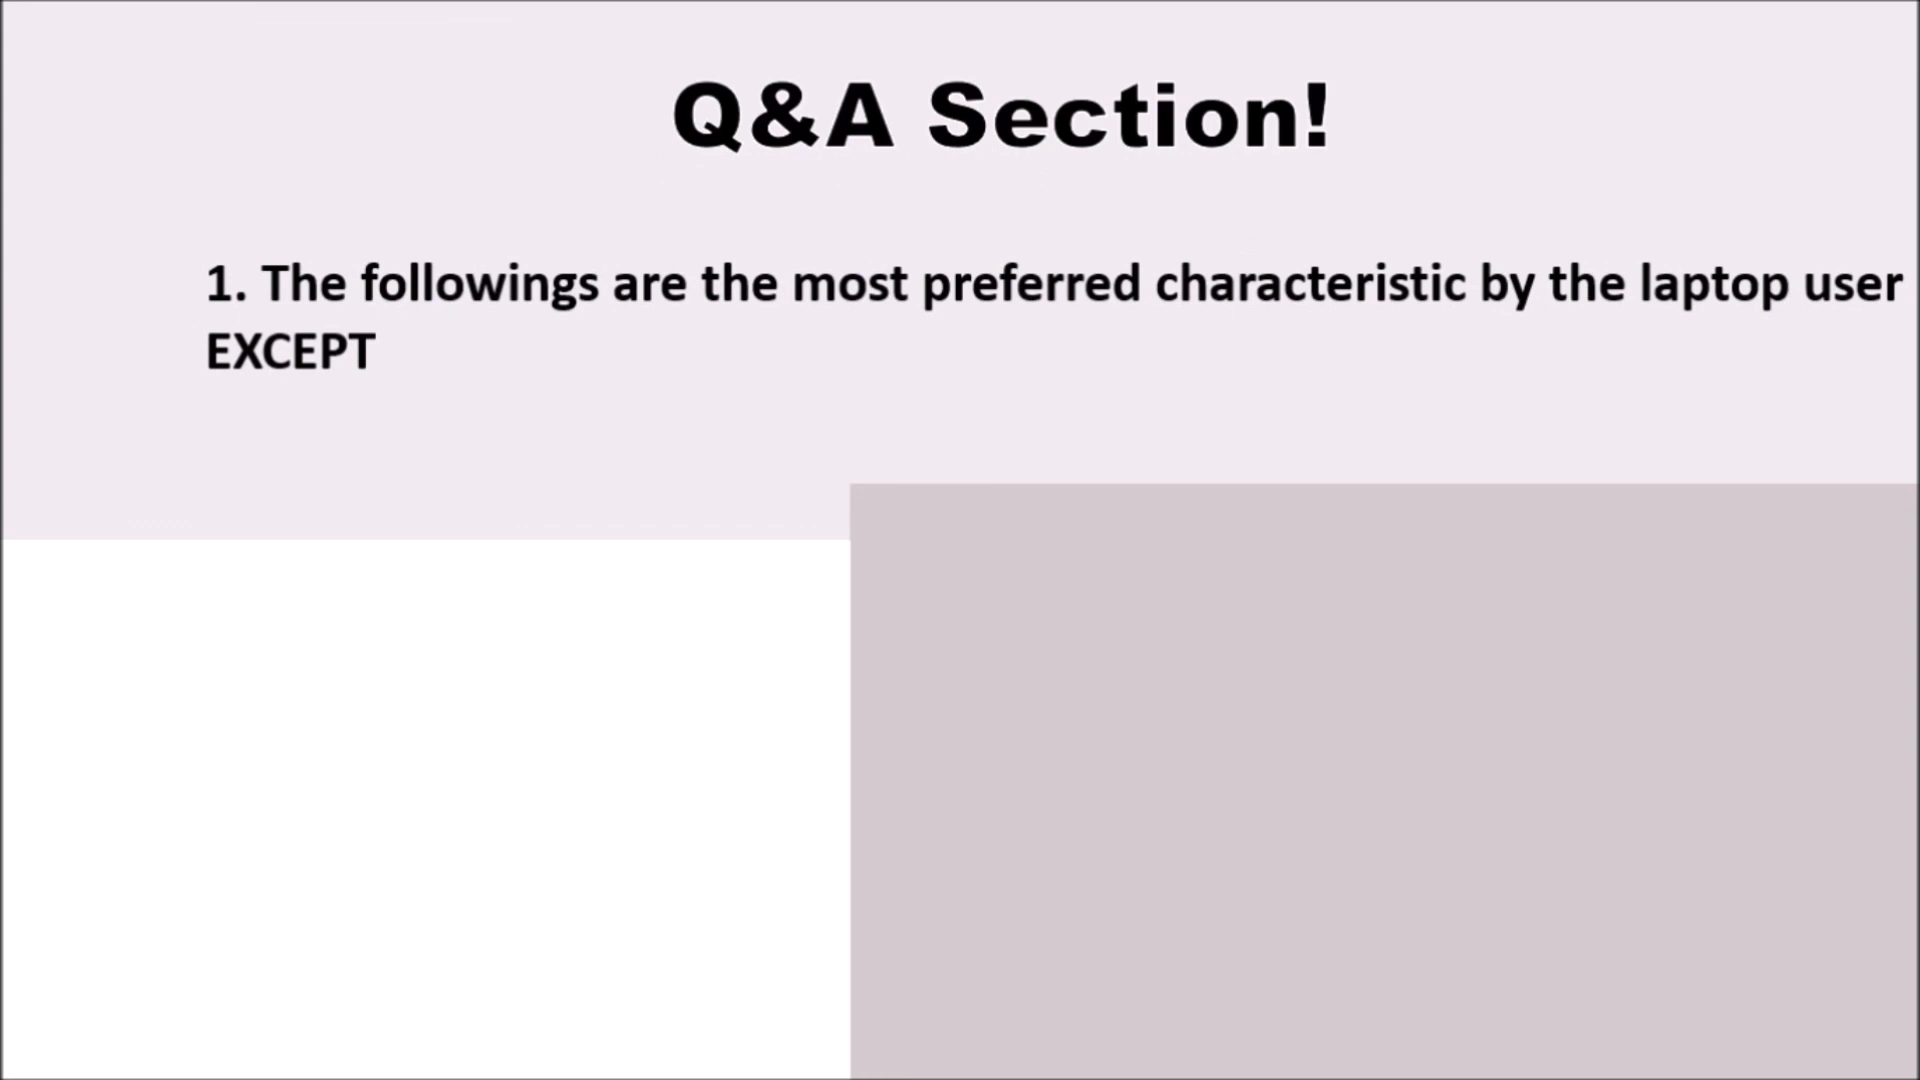 Q&A Section!
1. The followings are the most preferred characteristic by the laptop user
EXCEPT